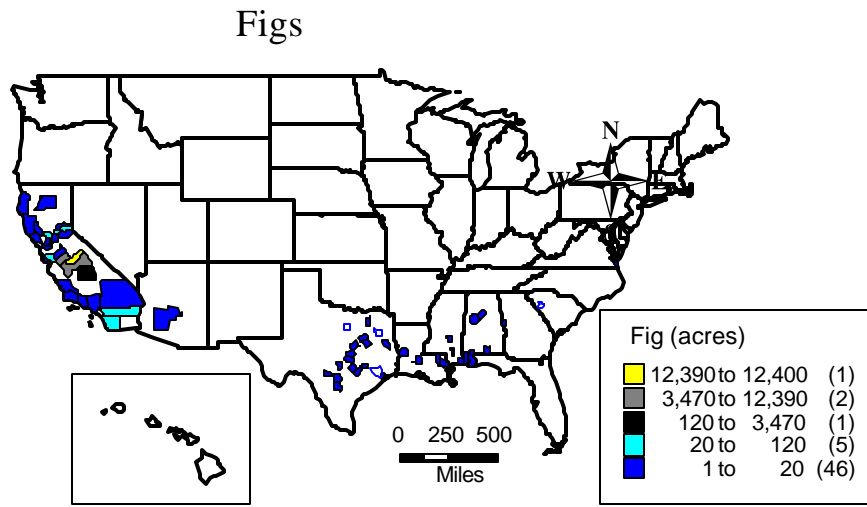 Figs
N
W E
S
Fig (acres)
12,390 to 12,400 (1)
3,470 to 12,390 (2)
120 to 3,470 (1)
20 to 120 (5)
1 to 20 (46)
0 250 500
Miles